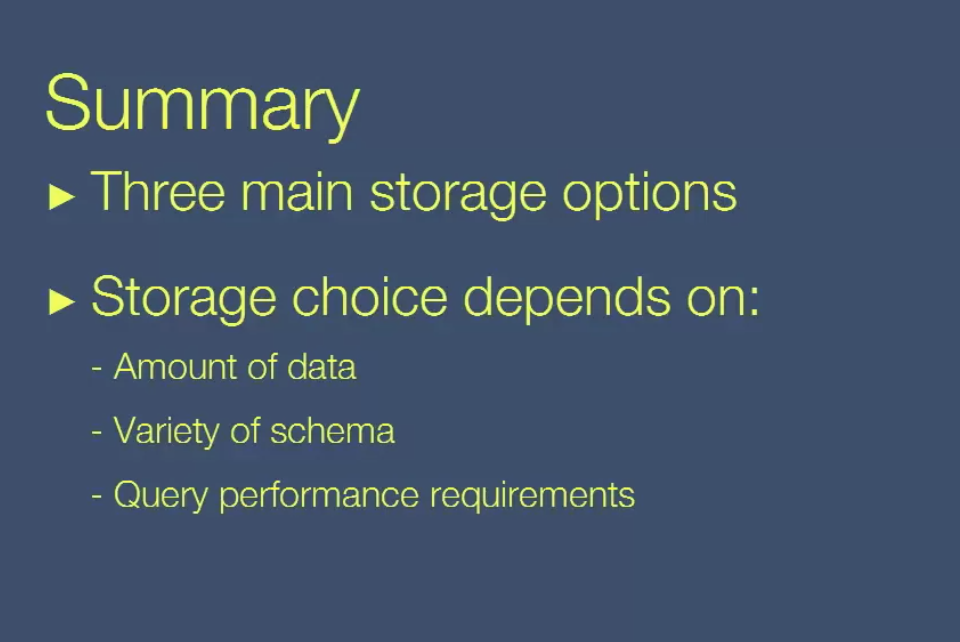 Summary
► Three main storage options
► Storage choice depends on:
- Amount of data
- Variety of schema
- Query performance requirements